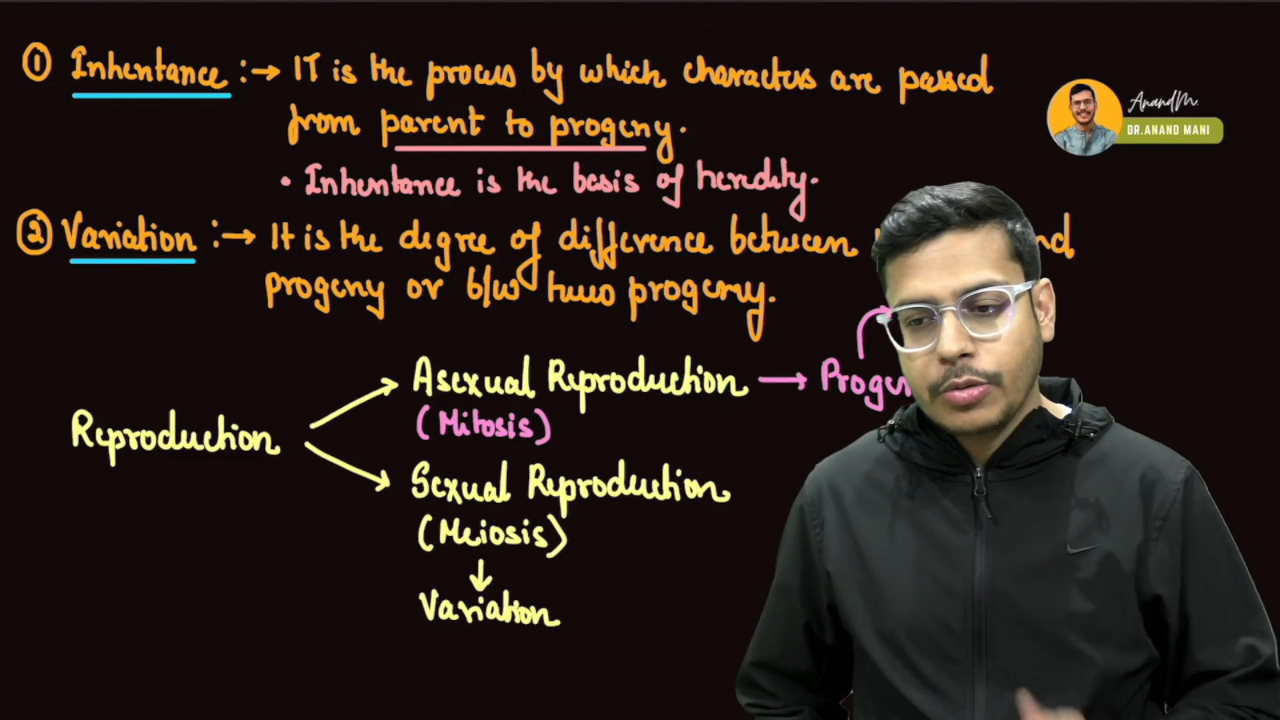 ① Inheritance :→ IT is the process by which characters are passed
from parent to progeny.
• Inheritance is the basis of heredity.
② Variation :→ It is the degree of difference between
progeny or b/w two progeny.
Asexual Reproduction →
(Mitosis)
Reproduction
Sexual Reproduction
(Meiosis)
↓
Variation
AnandM.
DR.ANAND MANI